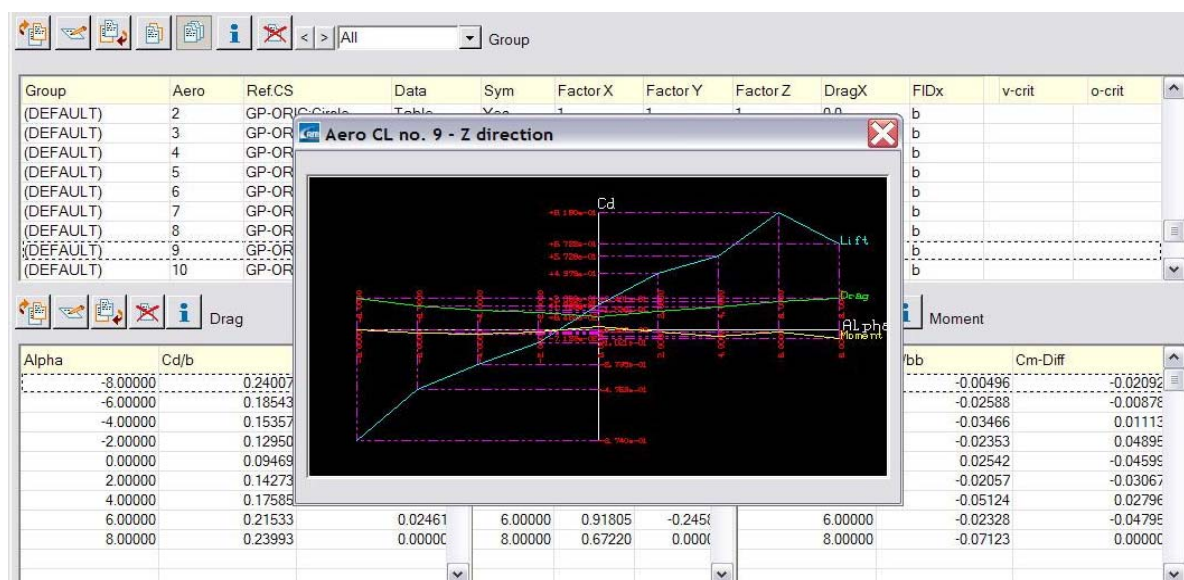 < > All Group
Group Aero Ref.CS Data Sym Factor X Factor Y Factor Z DragX FIDx v-crit o-crit
(DEFAULT) 2 GP-ORIG:Circle Table Yes 1 1 1 0.0 b
(DEFAULT) 3 GP-OR b
(DEFAULT) 4 GP-OR b
(DEFAULT) 5 GP-OR b
(DEFAULT) 6 GP-OR b
(DEFAULT) 7 GP-OR b
(DEFAULT) 8 GP-OR b
(DEFAULT) 9 GP-OR b
(DEFAULT) 10 GP-OR b
Aero CL no. 9 - Z direction
Cd
Lift
Drag
Alpha
Moment
Drag
Moment
Alpha Cd/b /bb Cm-Diff
-8.00000 0.24007 -0.00496 -0.02092
-6.00000 0.18543 -0.02588 -0.00878
-4.00000 0.15357 -0.03466 0.01113
-2.00000 0.12950 -0.02353 0.04895
0.00000 0.09469 0.02542 -0.04599
2.00000 0.14273 -0.02057 -0.03067
4.00000 0.17585 -0.05124 0.02796
6.00000 0.21533 0.02461 6.00000 0.91805 -0.2458 6.00000 -0.02328 -0.04795
8.00000 0.23993 0.00000 8.00000 0.67220 0.0000 8.00000 -0.07123 0.00000